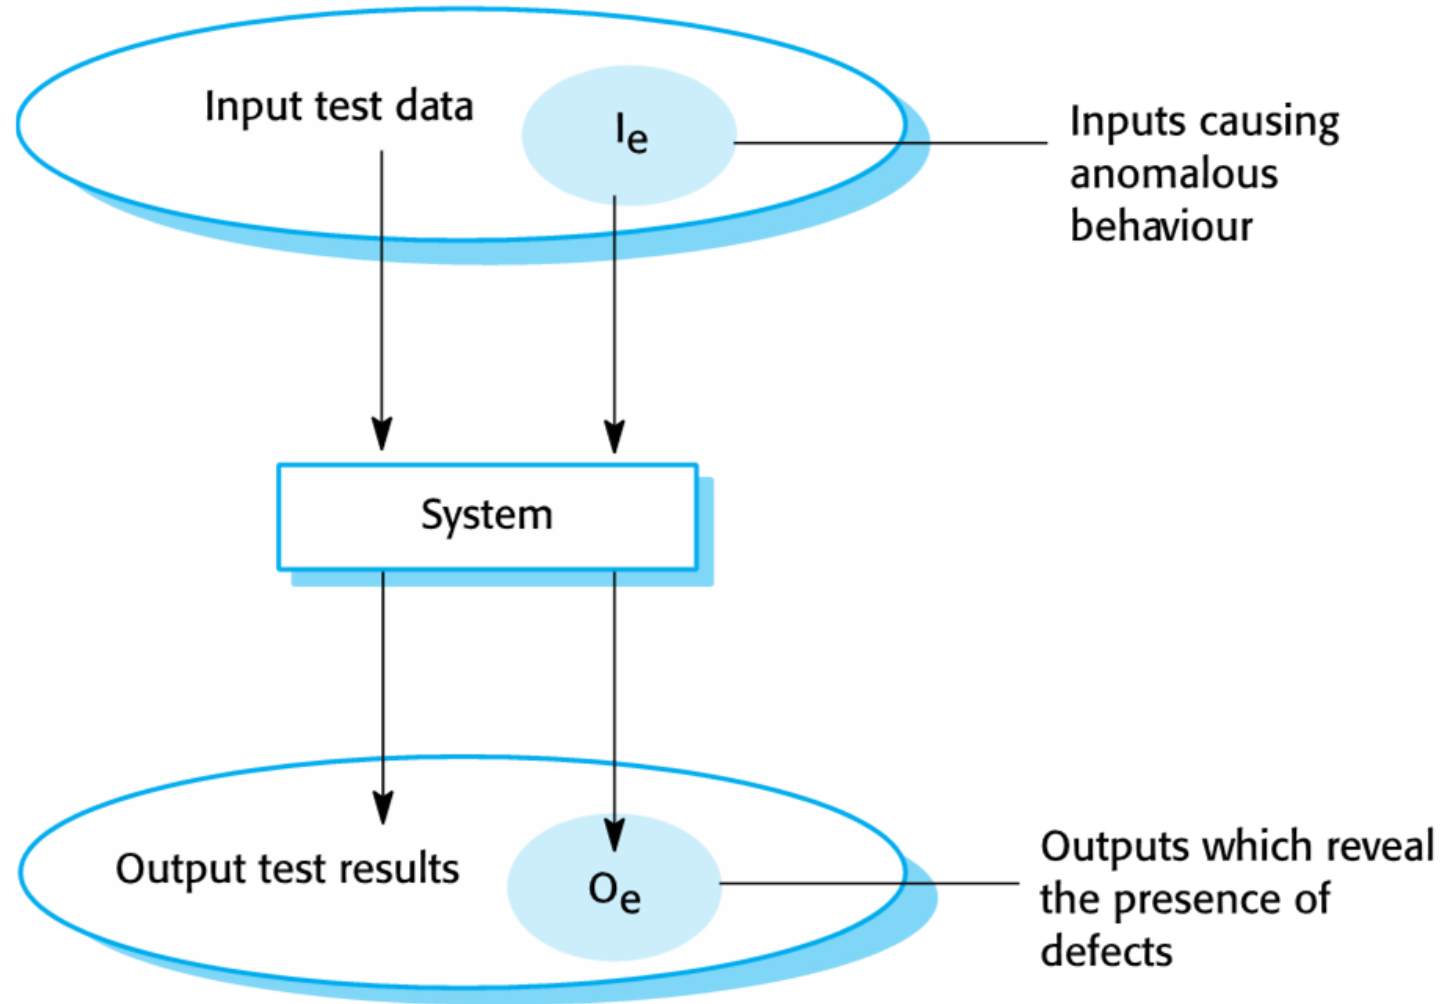 Input test data
Ie
Inputs causing
anomalous
behaviour
System
Output test results
Oe
Outputs which reveal
the presence of
defects